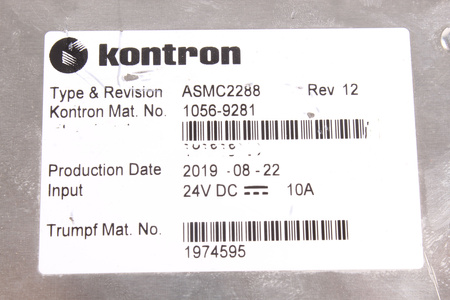 kontron
Type & Revision ASMC2288 Rev 12
Kontron Mat. No. 1056-9281
Production Date 2019 -08-22
Input 24V DC 10A
Trumpf Mat. No.
1974595